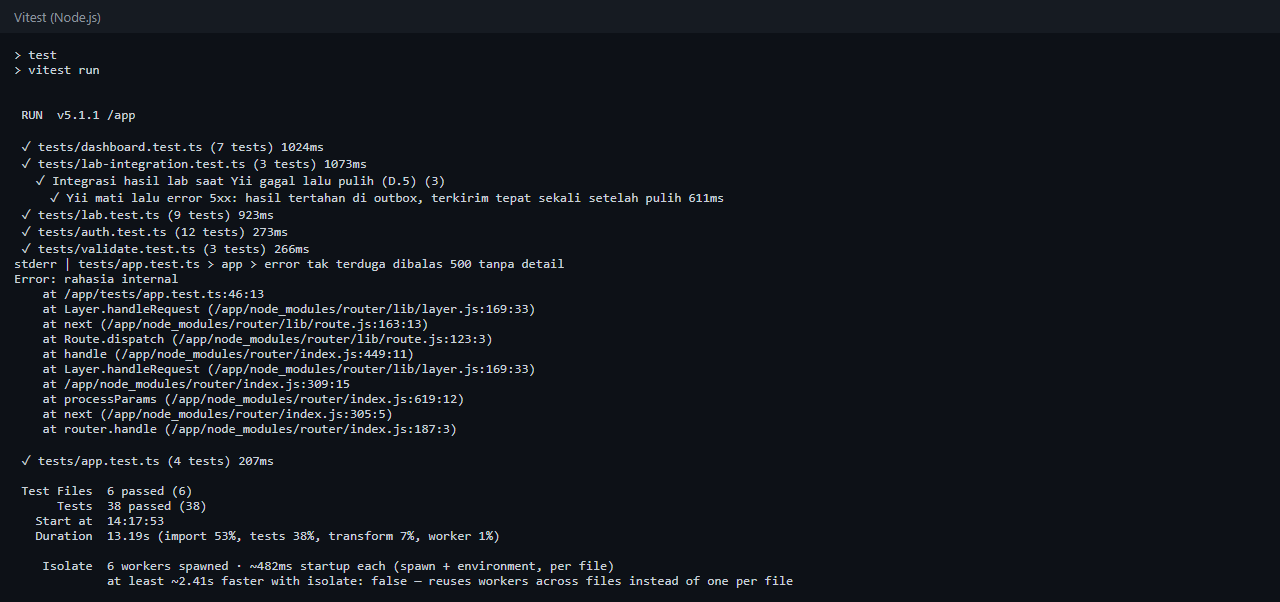 Vitest (Node.js)
> test
> vitest run
RUN v5.1.1 /app
✓ tests/dashboard.test.ts (7 tests) 1024ms
✓ tests/lab-integration.test.ts (3 tests) 1073ms
✓ Integrasi hasil lab saat Yii gagal lalu pulih (D.5) (3)
✓ Yii mati lalu error 5xx: hasil tertahan di outbox, terkirim tepat sekali setelah pulih 611ms
✓ tests/lab.test.ts (9 tests) 923ms
✓ tests/auth.test.ts (12 tests) 273ms
✓ tests/validate.test.ts (3 tests) 266ms
stderr | tests/app.test.ts > app > error tak terduga dibalas 500 tanpa detail
Error: rahasia internal
at /app/tests/app.test.ts:46:13
at Layer.handleRequest (/app/node_modules/router/lib/layer.js:169:33)
at next (/app/node_modules/router/lib/route.js:163:13)
at Route.dispatch (/app/node_modules/router/lib/route.js:123:3)
at handle (/app/node_modules/router/index.js:449:11)
at Layer.handleRequest (/app/node_modules/router/lib/layer.js:169:33)
at /app/node_modules/router/index.js:309:15
at processParams (/app/node_modules/router/index.js:619:12)
at next (/app/node_modules/router/index.js:305:5)
at router.handle (/app/node_modules/router/index.js:187:3)
✓ tests/app.test.ts (4 tests) 207ms
Test Files 6 passed (6)
Tests 38 passed (38)
Start at 14:17:53
Duration 13.19s (import 53%, tests 38%, transform 7%, worker 1%)
Isolate 6 workers spawned · ~482ms startup each (spawn + environment, per file)
at least ~2.41s faster with isolate: false — reuses workers across files instead of one per file